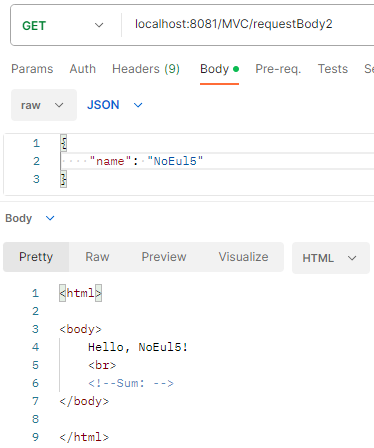 GET localhost:8081/MVC/requestBody2
Params Auth Headers (9) Body Pre-req. Tests Se
raw JSON
1 {
2 "name": "NoEul5"
3 }
Body
Pretty Raw Preview Visualize HTML
1 <html>
2
3 <body>
4 Hello, NoEul5!
5 <br>
6 <!--Sum: -->
7 </body>
8
9 </html>